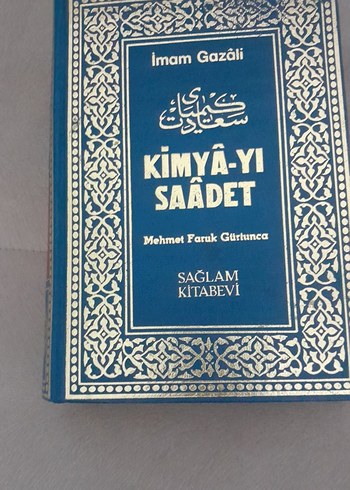 İmam Gazâli
كيمياى سعادت
KİMYÂ-YI
SAÂDET
Mehmet Faruk Gürtunca
SAĞLAM
KİTABEVİ